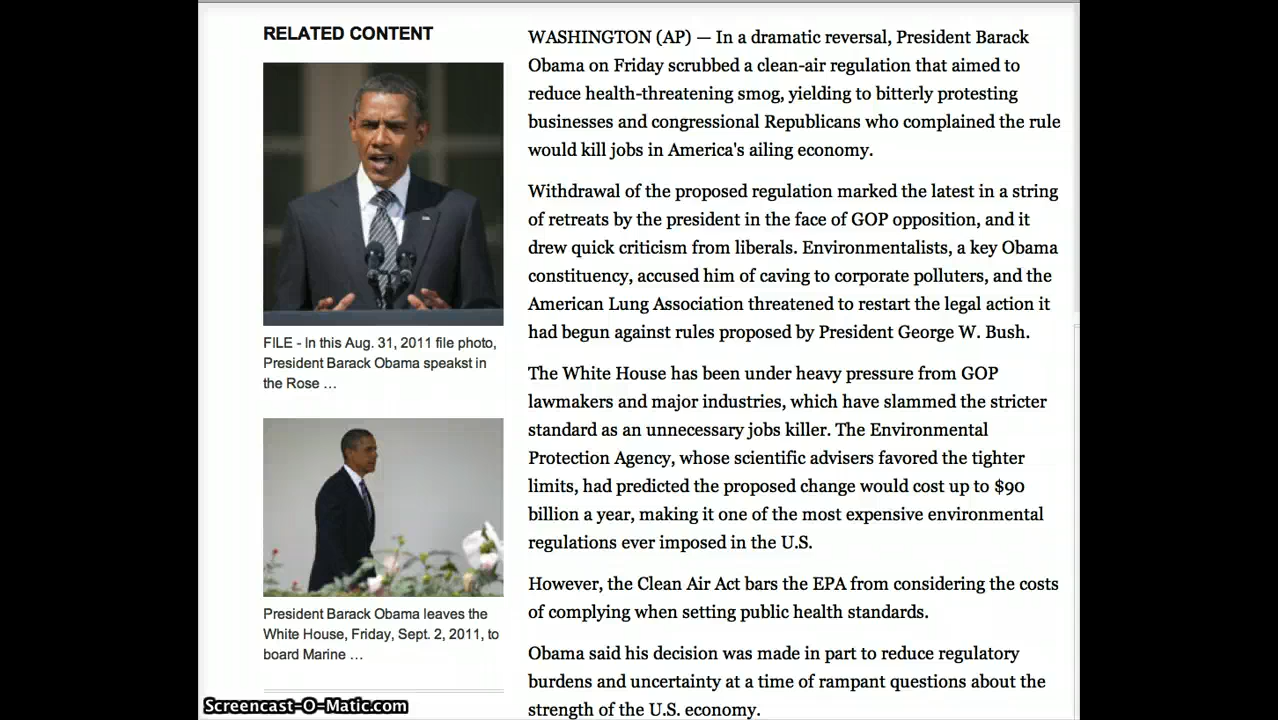 RELATED CONTENT
FILE - In this Aug. 31, 2011 file photo,
President Barack Obama speakst in
the Rose ...
President Barack Obama leaves the
White House, Friday, Sept. 2, 2011, to
board Marine ...
WASHINGTON (AP) — In a dramatic reversal, President Barack
Obama on Friday scrubbed a clean-air regulation that aimed to
reduce health-threatening smog, yielding to bitterly protesting
businesses and congressional Republicans who complained the rule
would kill jobs in America's ailing economy.
Withdrawal of the proposed regulation marked the latest in a string
of retreats by the president in the face of GOP opposition, and it
drew quick criticism from liberals. Environmentalists, a key Obama
constituency, accused him of caving to corporate polluters, and the
American Lung Association threatened to restart the legal action it
had begun against rules proposed by President George W. Bush.
The White House has been under heavy pressure from GOP
lawmakers and major industries, which have slammed the stricter
standard as an unnecessary jobs killer. The Environmental
Protection Agency, whose scientific advisers favored the tighter
limits, had predicted the proposed change would cost up to $90
billion a year, making it one of the most expensive environmental
regulations ever imposed in the U.S.
However, the Clean Air Act bars the EPA from considering the costs
of complying when setting public health standards.
Obama said his decision was made in part to reduce regulatory
burdens and uncertainty at a time of rampant questions about the
strength of the U.S. economy.
Screencast-O-Matic.com